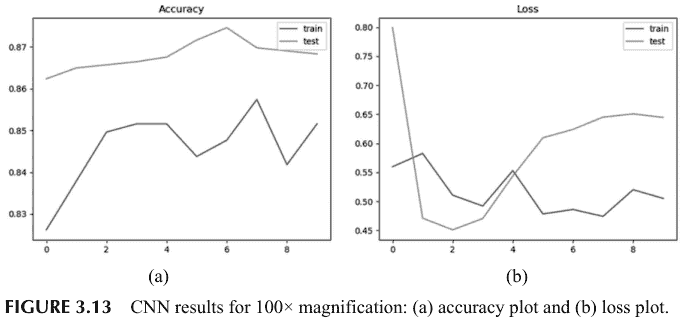 Accuracy
train
test
0.87
0.86
0.85
0.84
0.83
0 2 4 6 8
(a)
Loss
train
test
0.80
0.75
0.70
0.65
0.60
0.55
0.50
0.45
0 2 4 6 8
(b)
FIGURE 3.13 CNN results for 100× magnification: (a) accuracy plot and (b) loss plot.